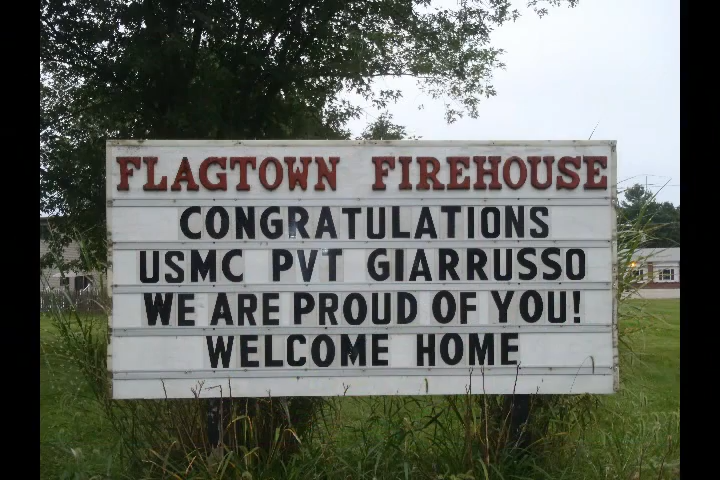 FLAGTOWN FIREHOUSE
CONGRATULATIONS
USMC PVT GIARRUSSO
WE ARE PROUD OF YOU!
WELCOME HOME